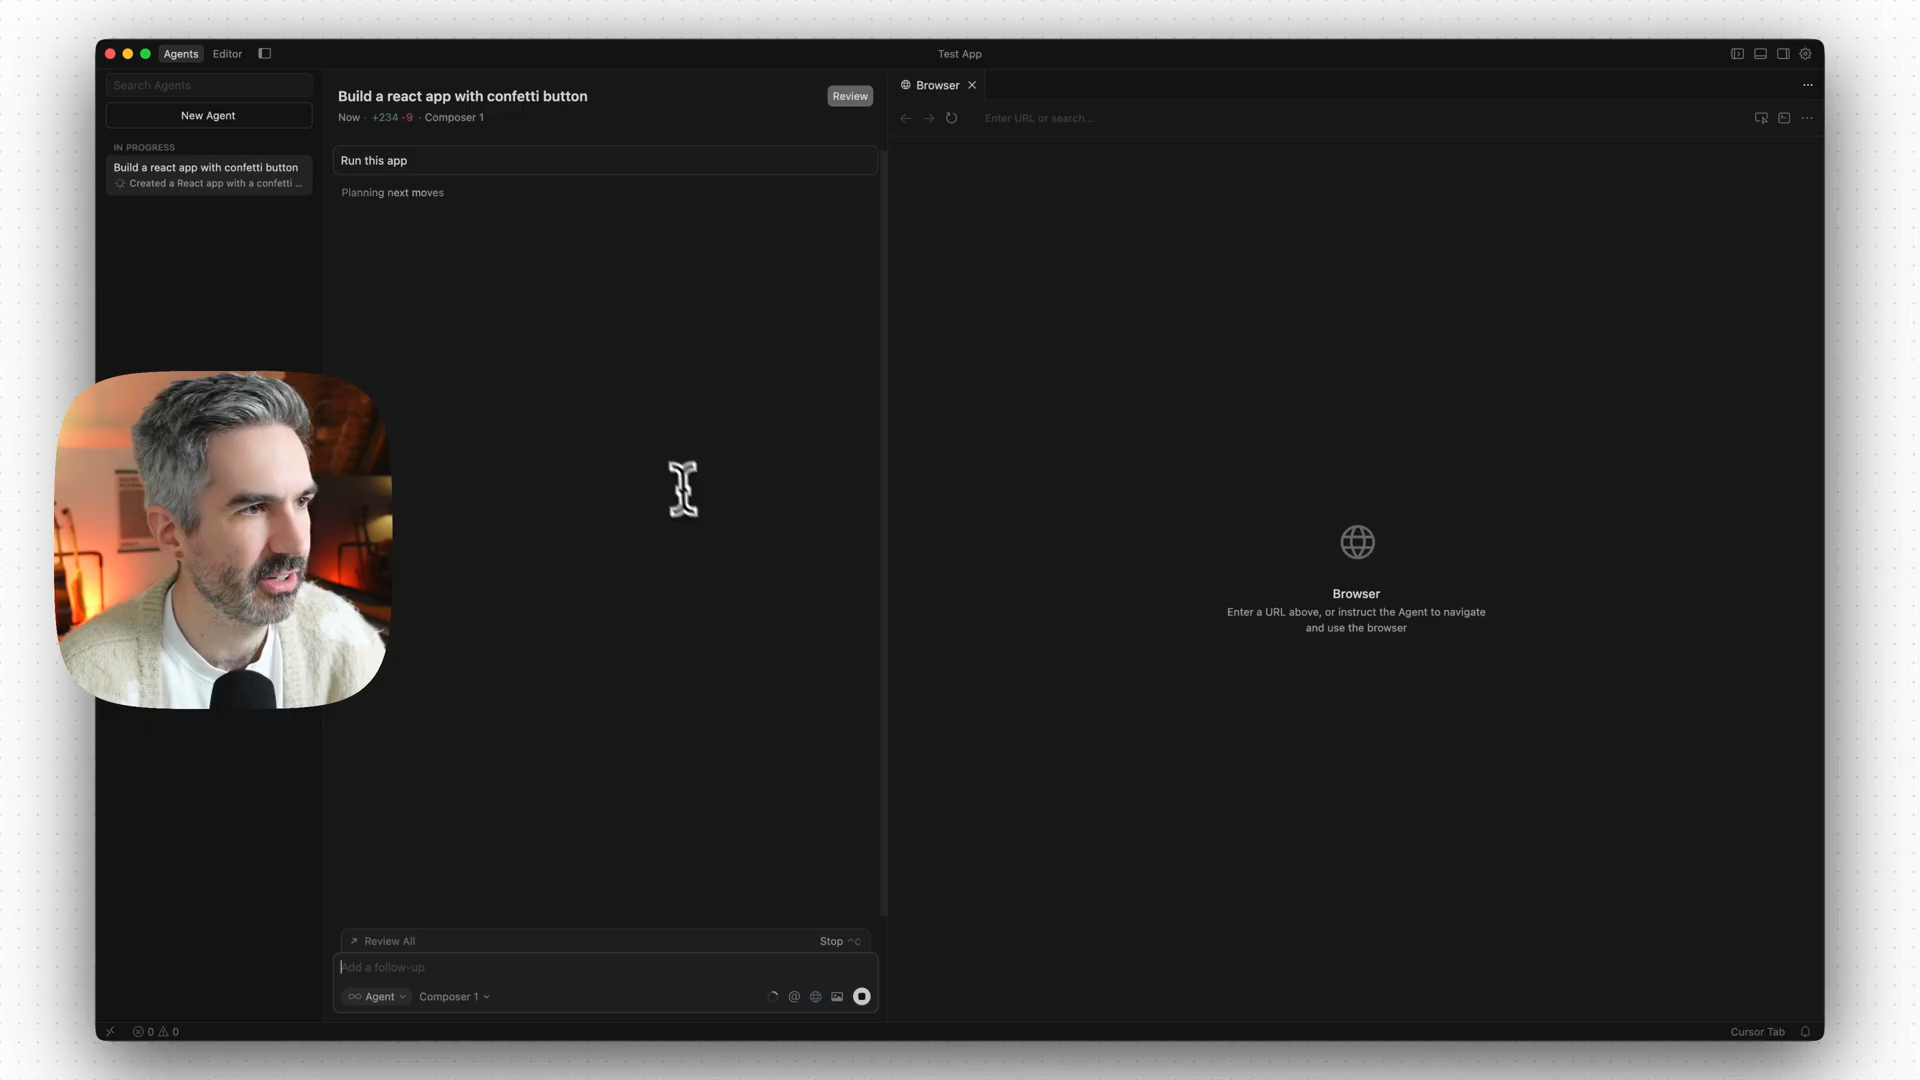 Agents Editor
Test App
Search Agents
New Agent
IN PROGRESS
Build a react app with confetti button
Created a React app with a confetti ...
Build a react app with confetti button
Now · +234 -9 · Composer 1
Review
Run this app
Planning next moves
Review All
Stop ^C
Add a follow-up
Agent
Composer 1
Browser
Enter URL or search...
Browser
Enter a URL above, or instruct the Agent to navigate
and use the browser
0 0
Cursor Tab